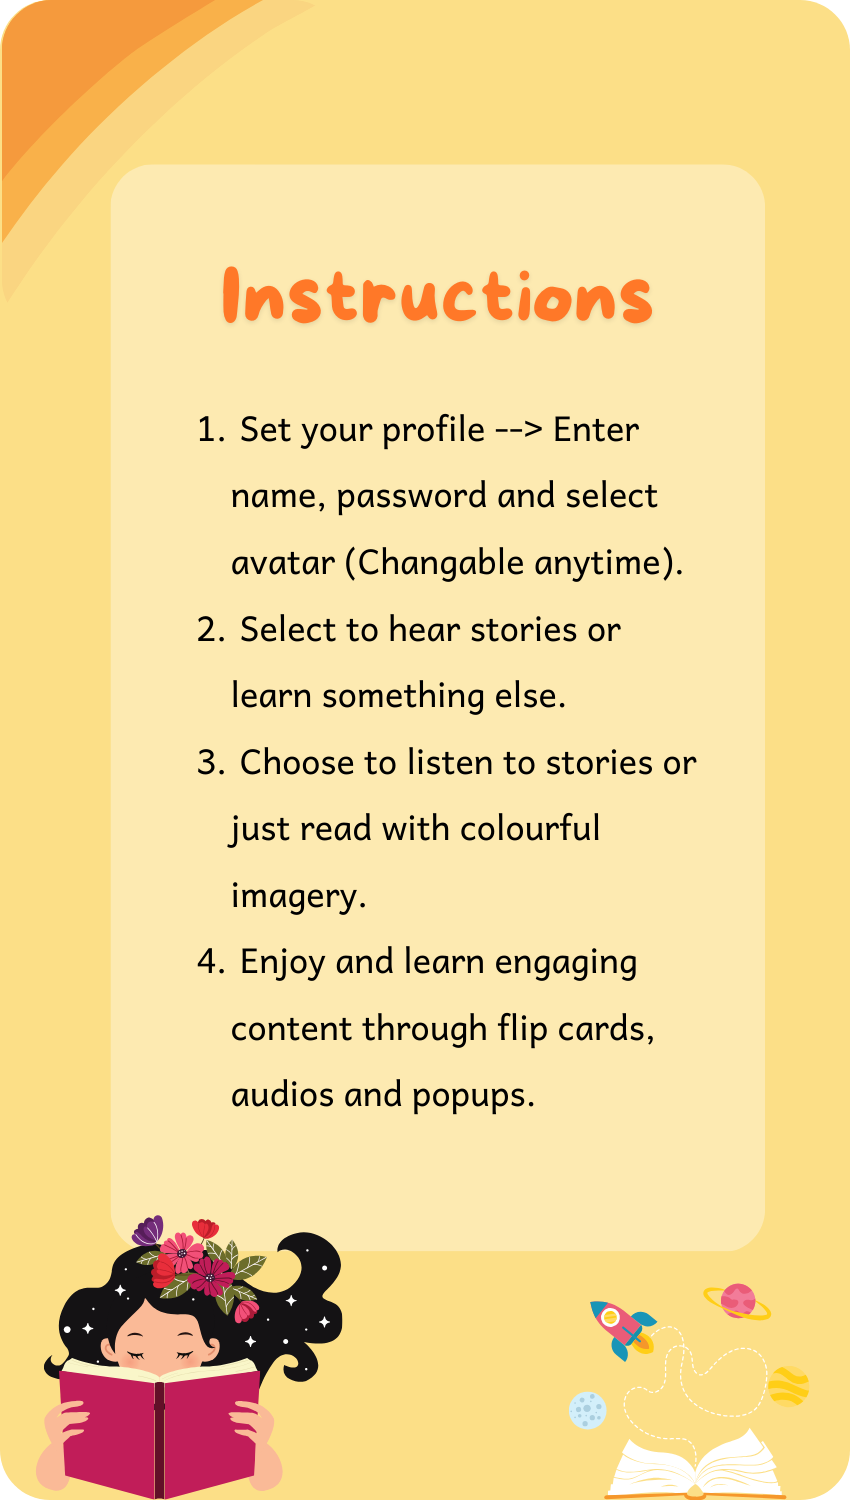 Instructions
1. Set your profile --> Enter
name, password and select
avatar (Changable anytime).
2. Select to hear stories or
learn something else.
3. Choose to listen to stories or
just read with colourful
imagery.
4. Enjoy and learn engaging
content through flip cards,
audios and popups.